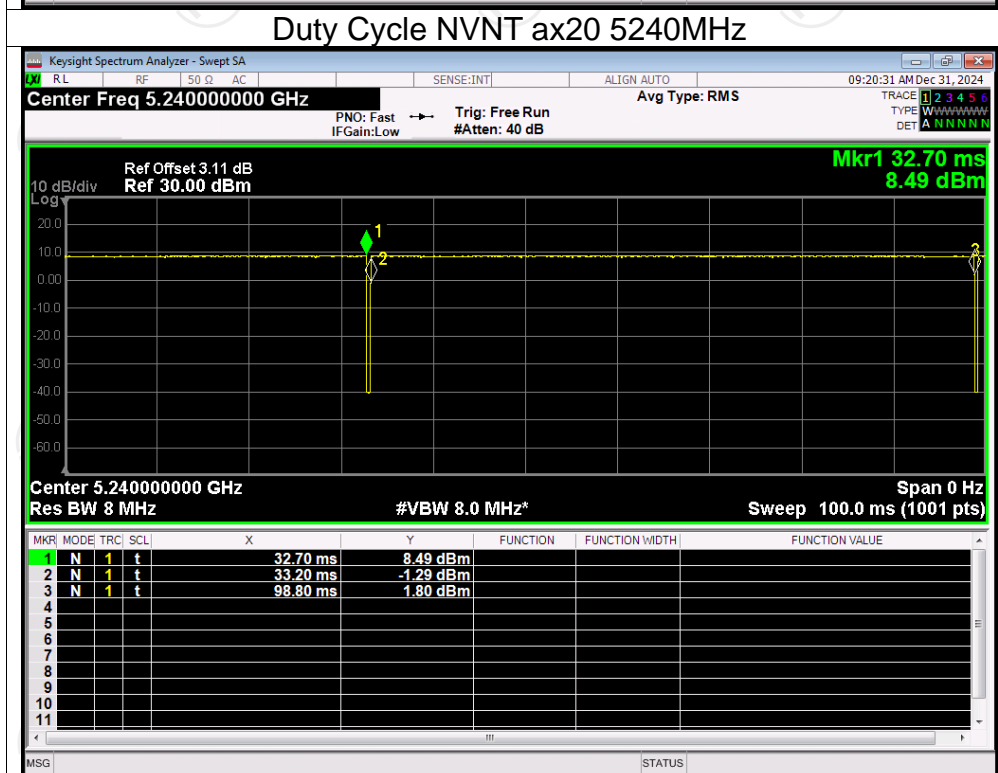 Duty Cycle NVNT ax20 5240MHz
Keysight Spectrum Analyzer - Swept SA
LXI RL RF 50 Ω AC SENSE:INT ALIGN AUTO 09:20:31 AM Dec 31, 2024
Center Freq 5.240000000 GHz Avg Type: RMS TRACE 1 2 3 4 5 6
PNO: Fast Trig: Free Run TYPE WWWWWWW
IFGain:Low #Atten: 40 dB DET A N N N N N
Mkr1 32.70 ms
Ref Offset 3.11 dB
10 dB/div Ref 30.00 dBm 8.49 dBm
Log
20.0
1
10.0
2 3
0.00
-10.0
-20.0
-30.0
-40.0
-50.0
-60.0
Center 5.240000000 GHz Span 0 Hz
Res BW 8 MHz #VBW 8.0 MHz* Sweep 100.0 ms (1001 pts)
MKR MODE TRC SCL X Y FUNCTION FUNCTION WIDTH FUNCTION VALUE
1 N 1 t 32.70 ms 8.49 dBm
2 N 1 t 33.20 ms -1.29 dBm
3 N 1 t 98.80 ms 1.80 dBm
4
5
6
7
8
9
10
11
MSG STATUS